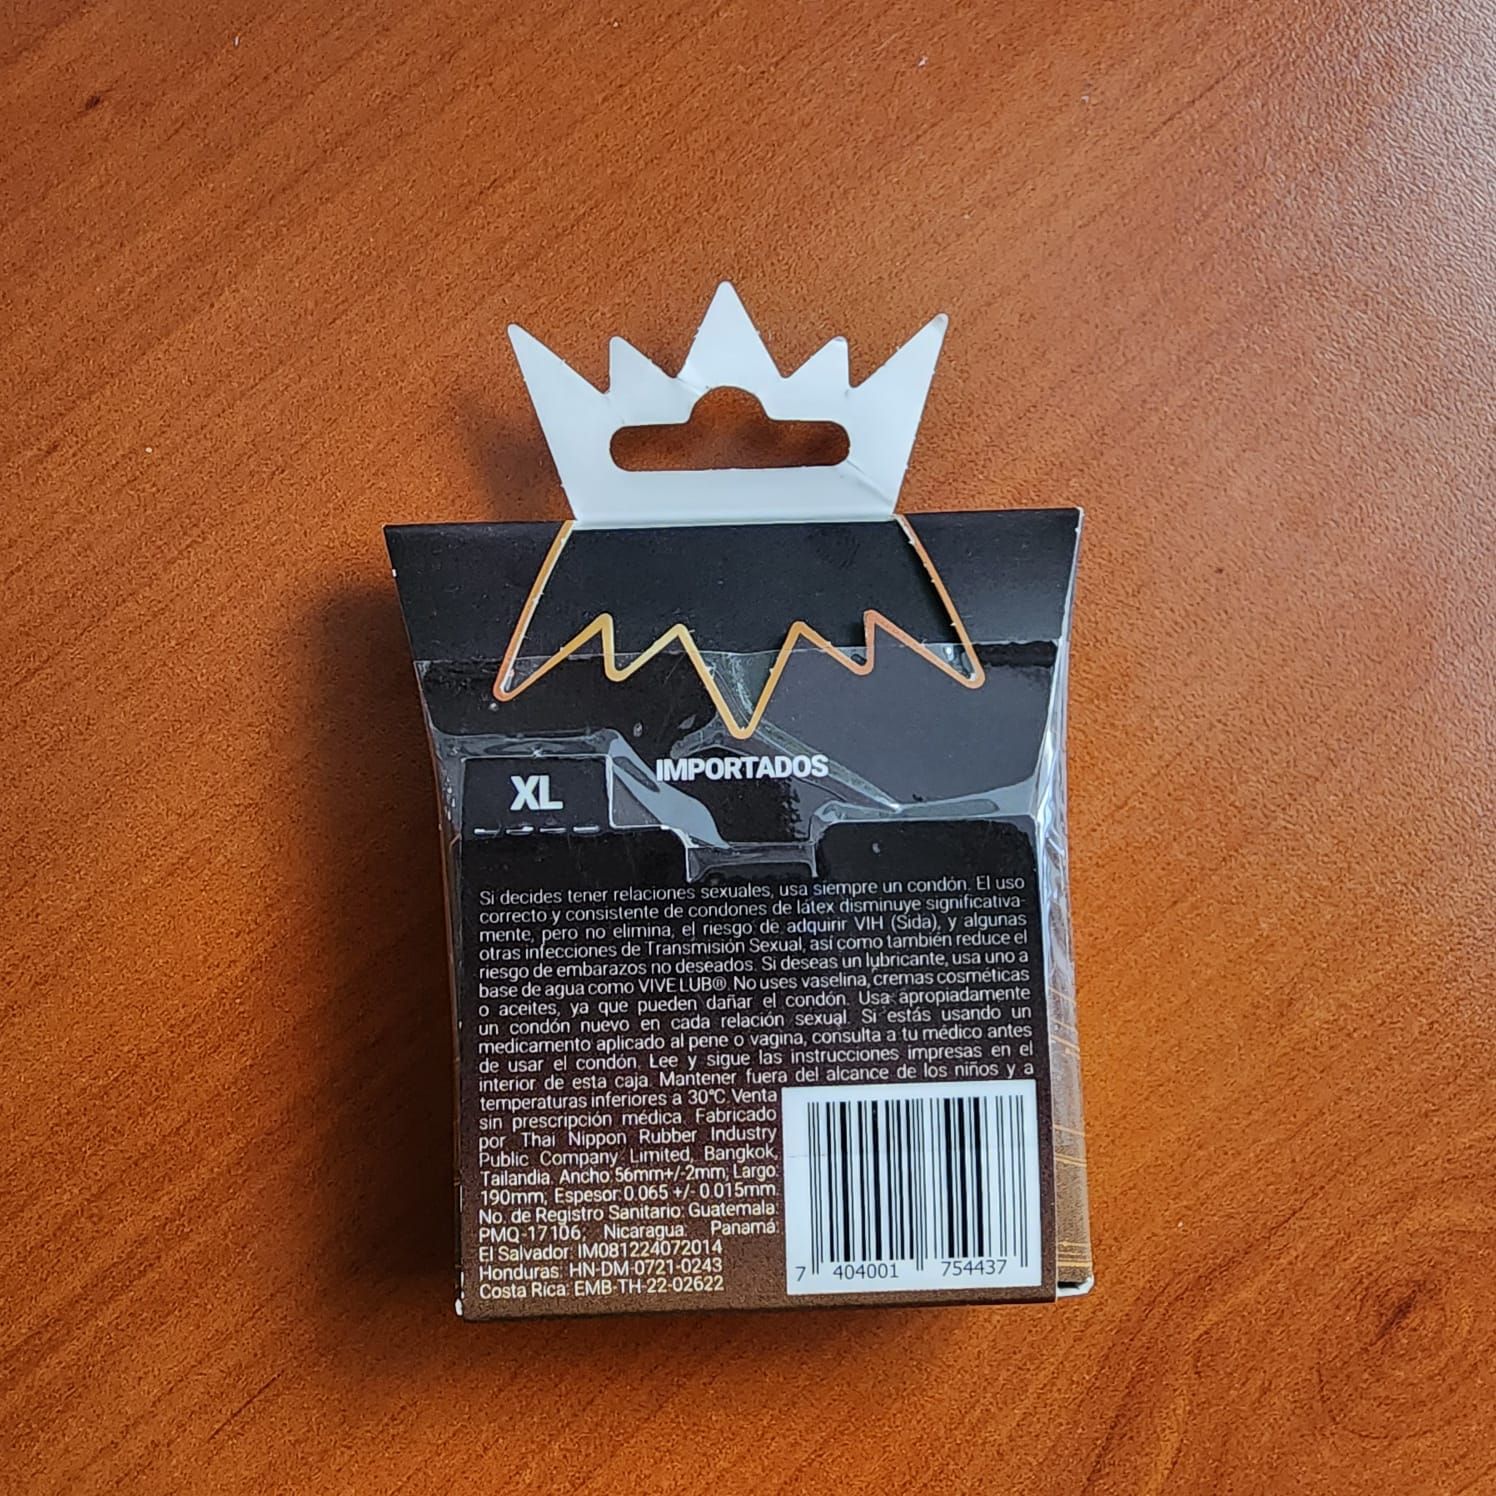 IMPORTADOS
XL
Si decides tener relaciones sexuales, usa siempre un condón. El uso
correcto y consistente de condones de látex disminuye significativa-
mente, pero no elimina, el riesgo de adquirir VIH (Sida), y algunas
otras infecciones de Transmisión Sexual, así como también reduce el
riesgo de embarazos no deseados. Si deseas un lubricante, usa uno a
base de agua como VIVE LUB®. No uses vaselina, cremas cosméticas
o aceites, ya que pueden dañar el condón. Usa apropiadamente
un condón nuevo en cada relación sexual. Si estás usando un
medicamento aplicado al pene o vagina, consulta a tu médico antes
de usar el condón. Lee y sigue las instrucciones impresas en el
interior de esta caja. Mantener fuera del alcance de los niños y a
temperaturas inferiores a 30°C. Venta
sin prescripción médica. Fabricado
por Thai Nippon Rubber Industry
Public Company Limited, Bangkok,
Tailandia. Ancho:56mm+/-2mm; Largo:
190mm; Espesor:0.065 +/- 0.015mm.
No. de Registro Sanitario: Guatemala:
PMQ-17106; Nicaragua: Panamá:
El Salvador: IM081224072014
Honduras: HN-DM-0721-0243
Costa Rica: EMB-TH-22-02622
7 404001 754437